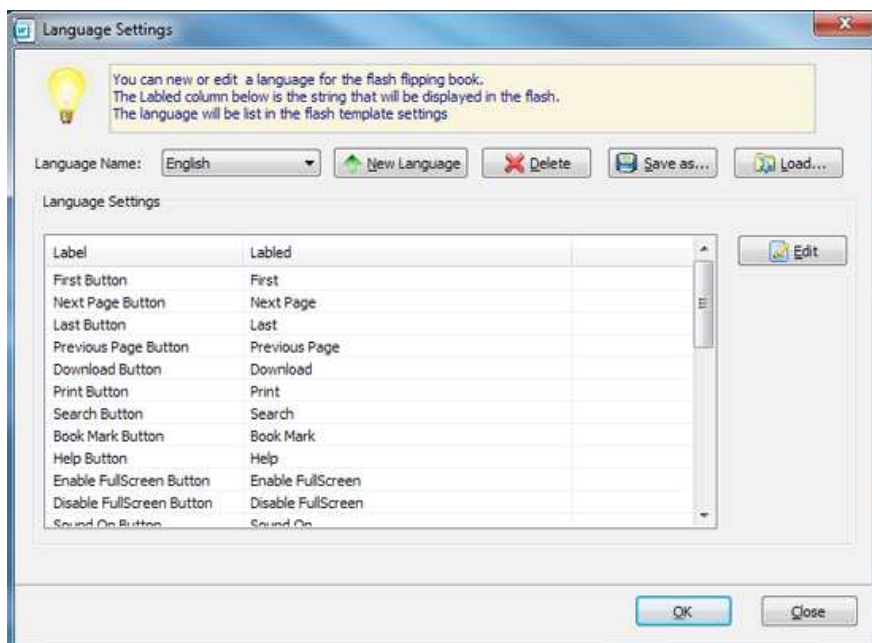 Language Settings
You can new or edit a language for the flash flipping book.
The Labled column below is the string that will be displayed in the flash.
The language will be list in the flash template settings
Language Name: English New Language Delete Save as... Load...
Language Settings
Label Labled Edit
First Button First
Next Page Button Next Page
Last Button Last
Previous Page Button Previous Page
Download Button Download
Print Button Print
Search Button Search
Book Mark Button Book Mark
Help Button Help
Enable FullScreen Button Enable FullScreen
Disable FullScreen Button Disable FullScreen
Sound On Button Sound On
OK Close